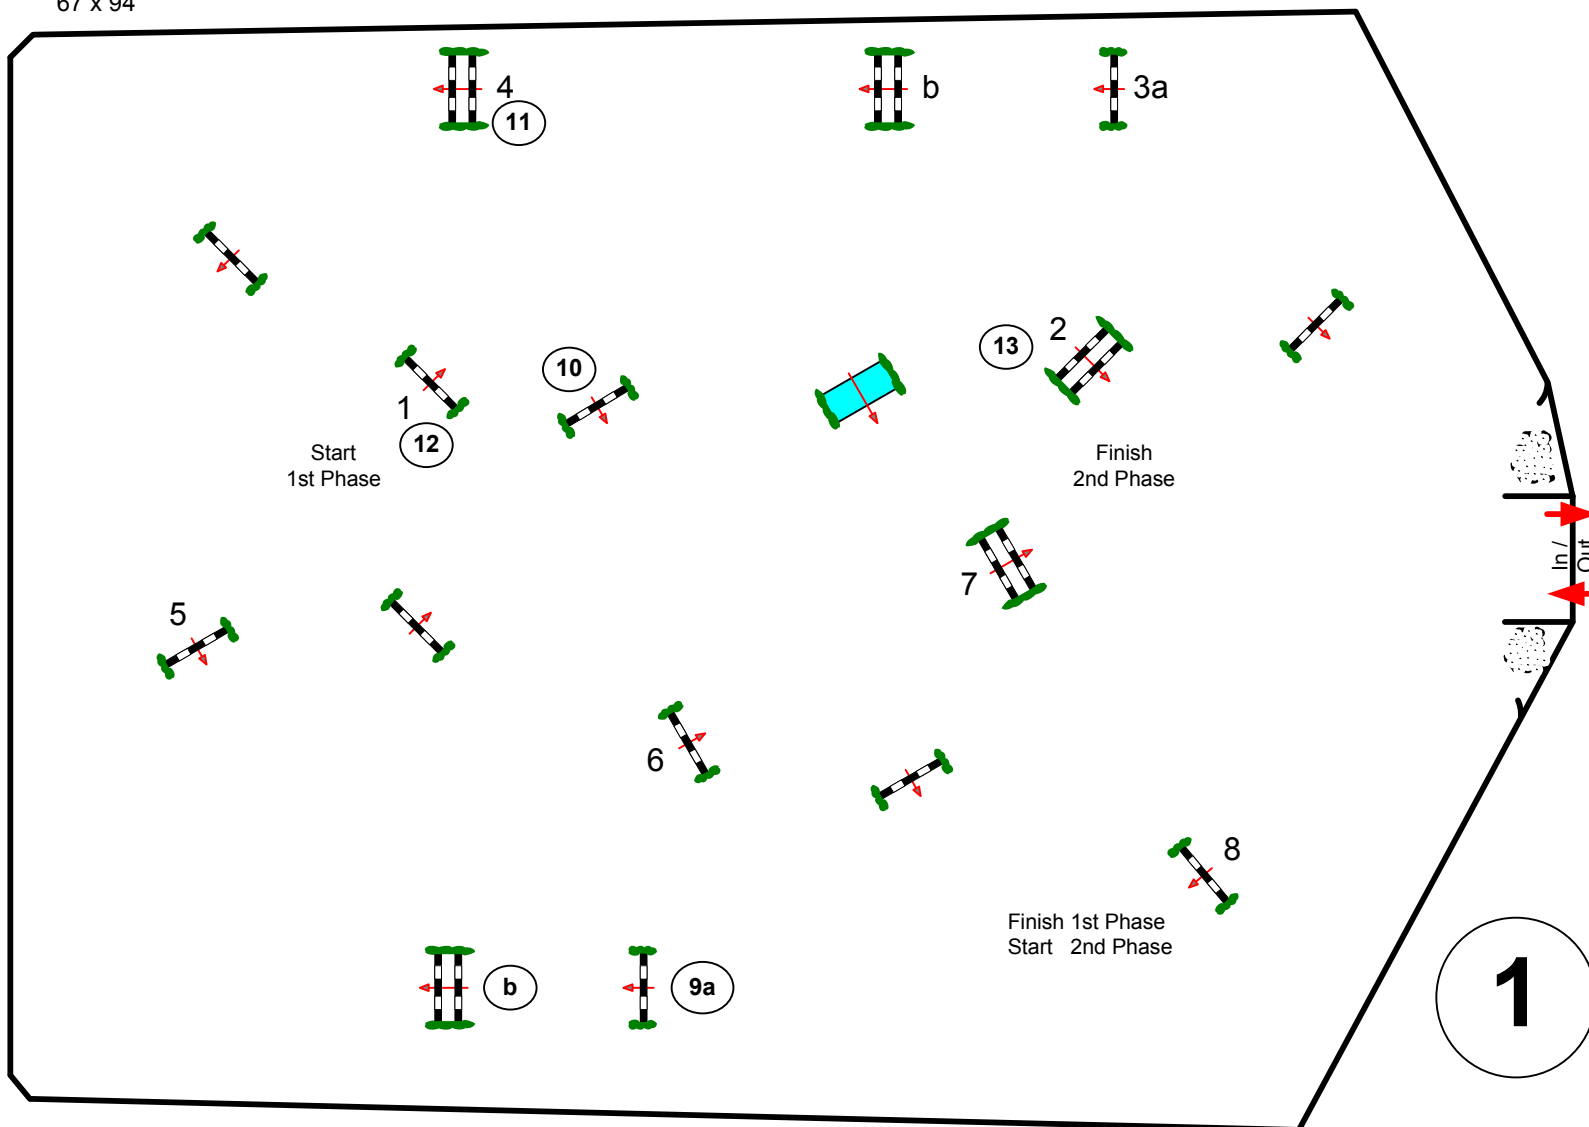 67 x 94
4
11
b
3a
10
13
2
1
12
Start
1st Phase
Finish
2nd Phase
In /
Out
7
5
6
8
Finish 1st Phase
Start 2nd Phase
b
9a
1